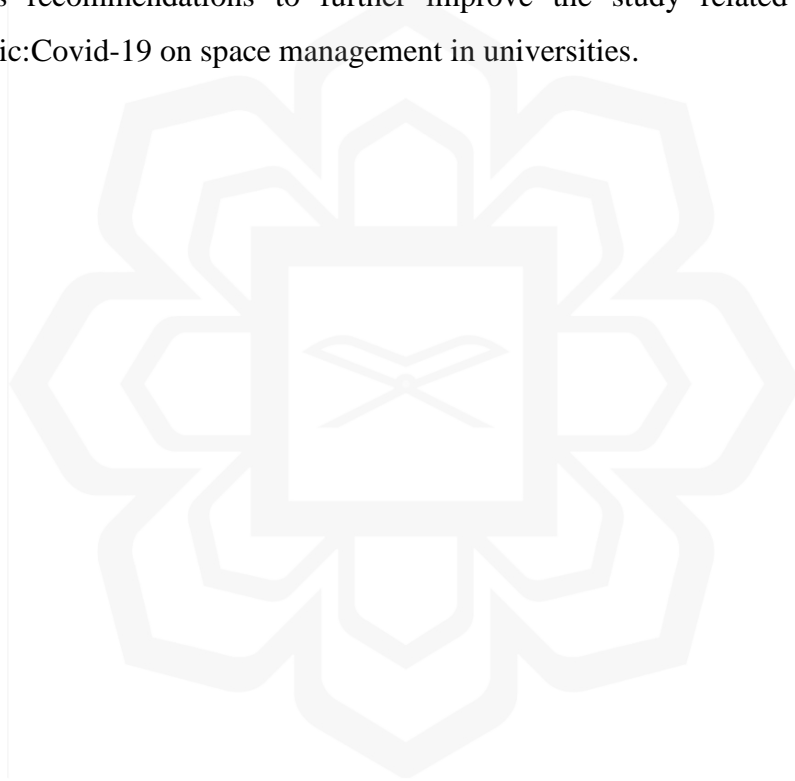 recommendations to further improve the study related
ic:Covid-19 on space management in universities.